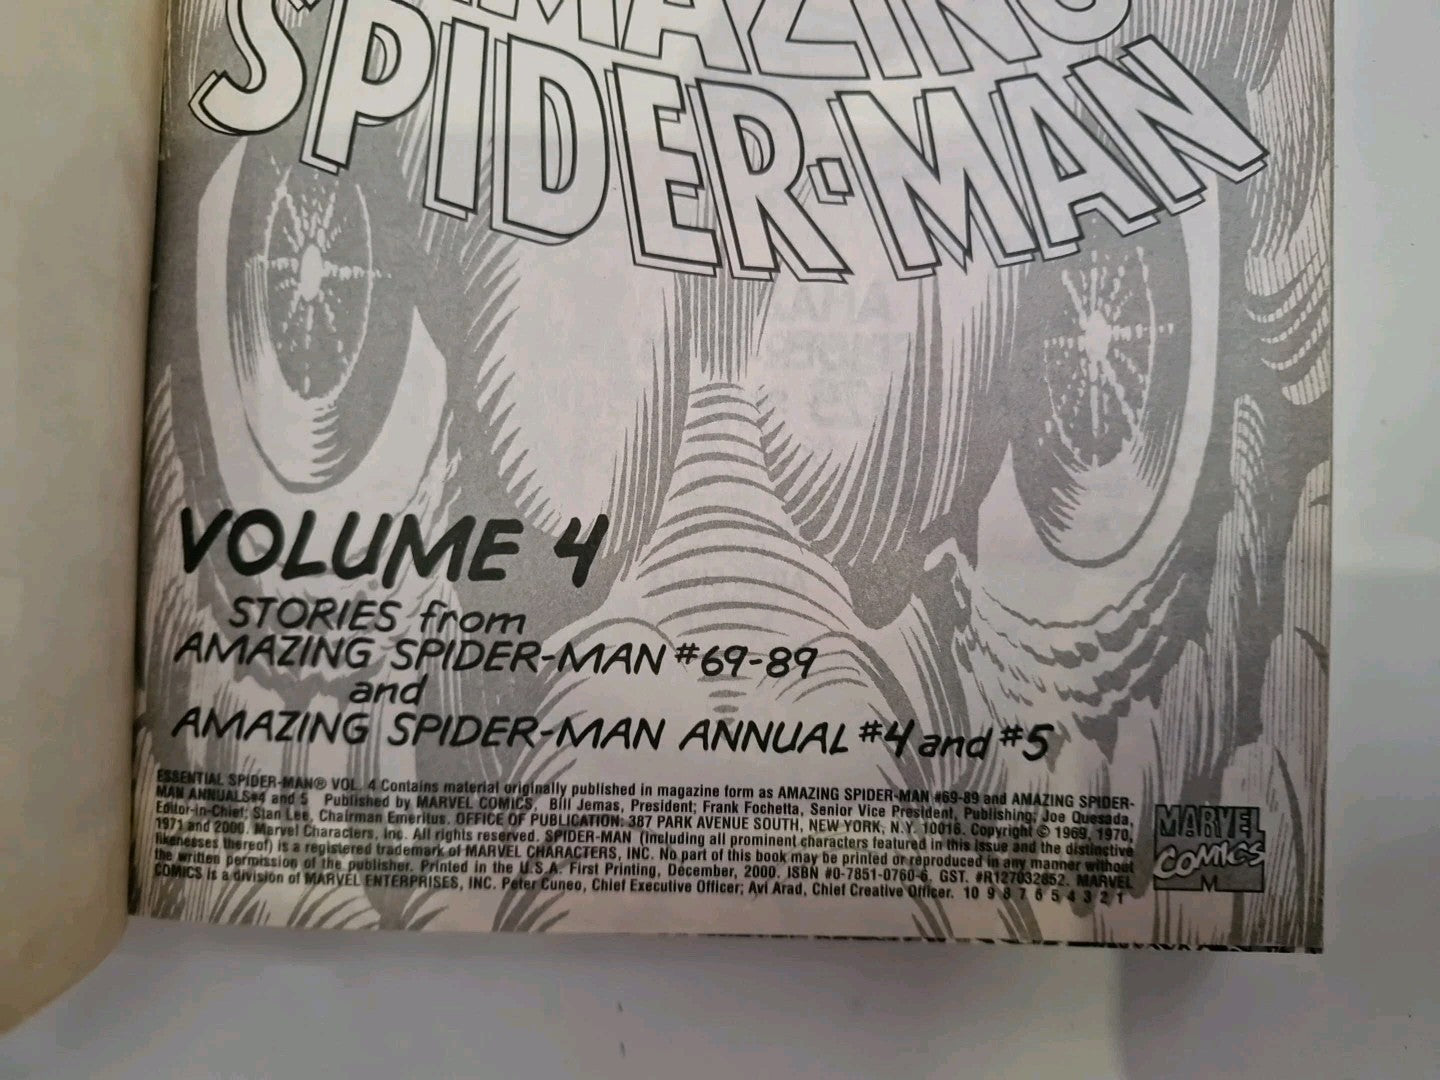 AMAZING
SPIDER-MAN
VOLUME 4
STORIES from
AMAZING SPIDER-MAN #69-89
and
AMAZING SPIDER-MAN ANNUAL #4 and #5
ESSENTIAL SPIDER-MAN® VOL. 4 Contains material originally published in magazine form as AMAZING SPIDER-MAN #69-89 and AMAZING SPIDER-
MAN ANNUALS#4 and 5 Published by MARVEL COMICS, Bill Jemas, President; Frank Fochetta, Senior Vice President, Publishing; Joe Quesada,
Editor-in-Chief; Stan Lee, Chairman Emeritus. OFFICE OF PUBLICATION: 387 PARK AVENUE SOUTH, NEW YORK, N.Y. 10016. Copyright © 1969, 1970,
1971 and 2000. Marvel Characters, Inc. All rights reserved. SPIDER-MAN (including all prominent characters featured in this issue and the distinctive
likenesses thereof) is a registered trademark of MARVEL CHARACTERS, INC. No part of this book may be printed or reproduced in any manner without
the written permission of the publisher. Printed in the U.S.A. First Printing, December, 2000. ISBN #0-7851-0760-6. GST. #R127032852. MARVEL
COMICS is a division of MARVEL ENTERPRISES, INC. Peter Cuneo, Chief Executive Officer; Avi Arad, Chief Creative Officer. 10 9 8 7 6 5 4 3 2 1
MARVEL
COMICS
M